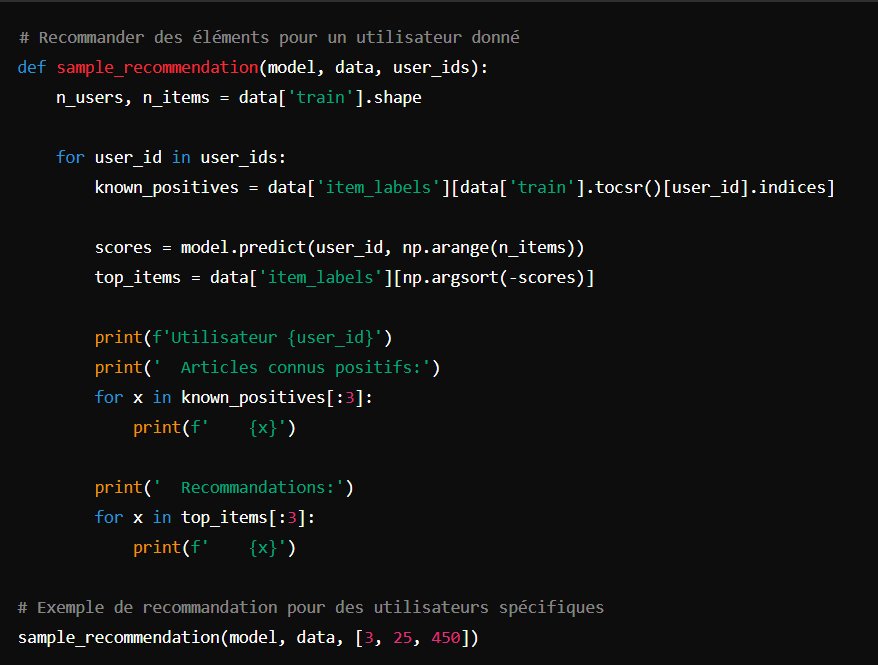 # Recommander des éléments pour un utilisateur donné
def sample_recommendation(model, data, user_ids):
    n_users, n_items = data['train'].shape

    for user_id in user_ids:
        known_positives = data['item_labels'][data['train'].tocsr()[user_id].indices]

        scores = model.predict(user_id, np.arange(n_items))
        top_items = data['item_labels'][np.argsort(-scores)]

        print(f'Utilisateur {user_id}')
        print('  Articles connus positifs:')
        for x in known_positives[:3]:
            print(f'    {x}')

        print('  Recommandations:')
        for x in top_items[:3]:
            print(f'    {x}')

# Exemple de recommandation pour des utilisateurs spécifiques
sample_recommendation(model, data, [3, 25, 450])